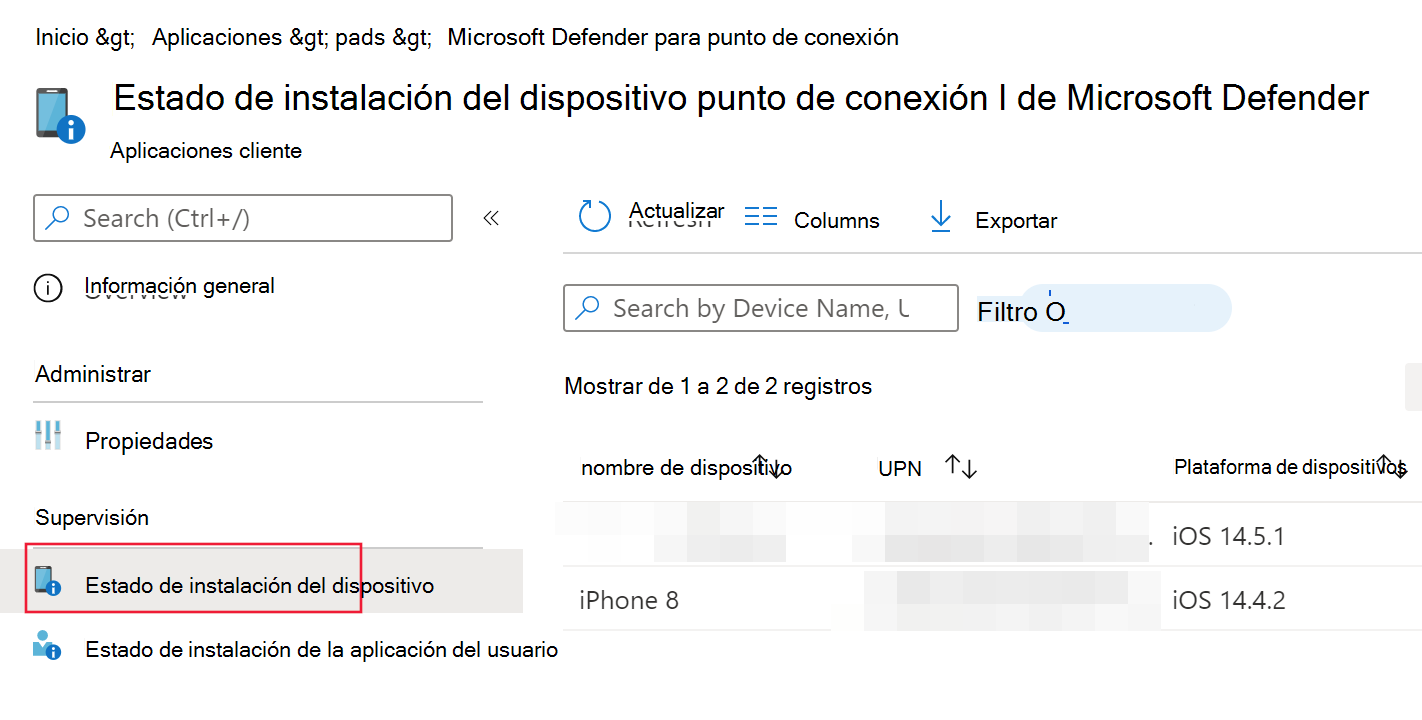 Inicio &gt; Aplicaciones &gt; pads &gt; Microsoft Defender para punto de conexión
Estado de instalación del dispositivo punto de conexión I de Microsoft Defender
Aplicaciones cliente
Search (Ctrl+/)
«
Actualizar
Refresh
Columns
Exportar
Información general
Overview
Search by Device Name, U
Filtro O
Administrar
Mostrar de 1 a 2 de 2 registros
Propiedades
nombre de dispositivo
UPN
Plataforma de dispositivos
Supervisión
iOS 14.5.1
Estado de instalación del dispositivo
iPhone 8
iOS 14.4.2
Estado de instalación de la aplicación del usuario